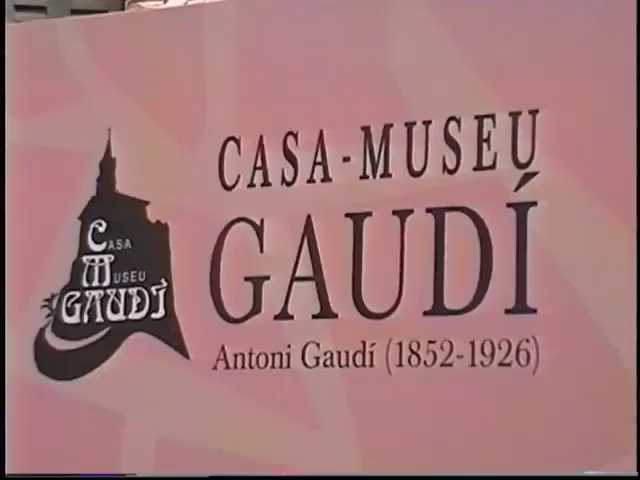 CASA-MUSEU
GAUDÍ
Antoni Gaudí (1852-1926)
CASA
MUSEU
GAUDÍ